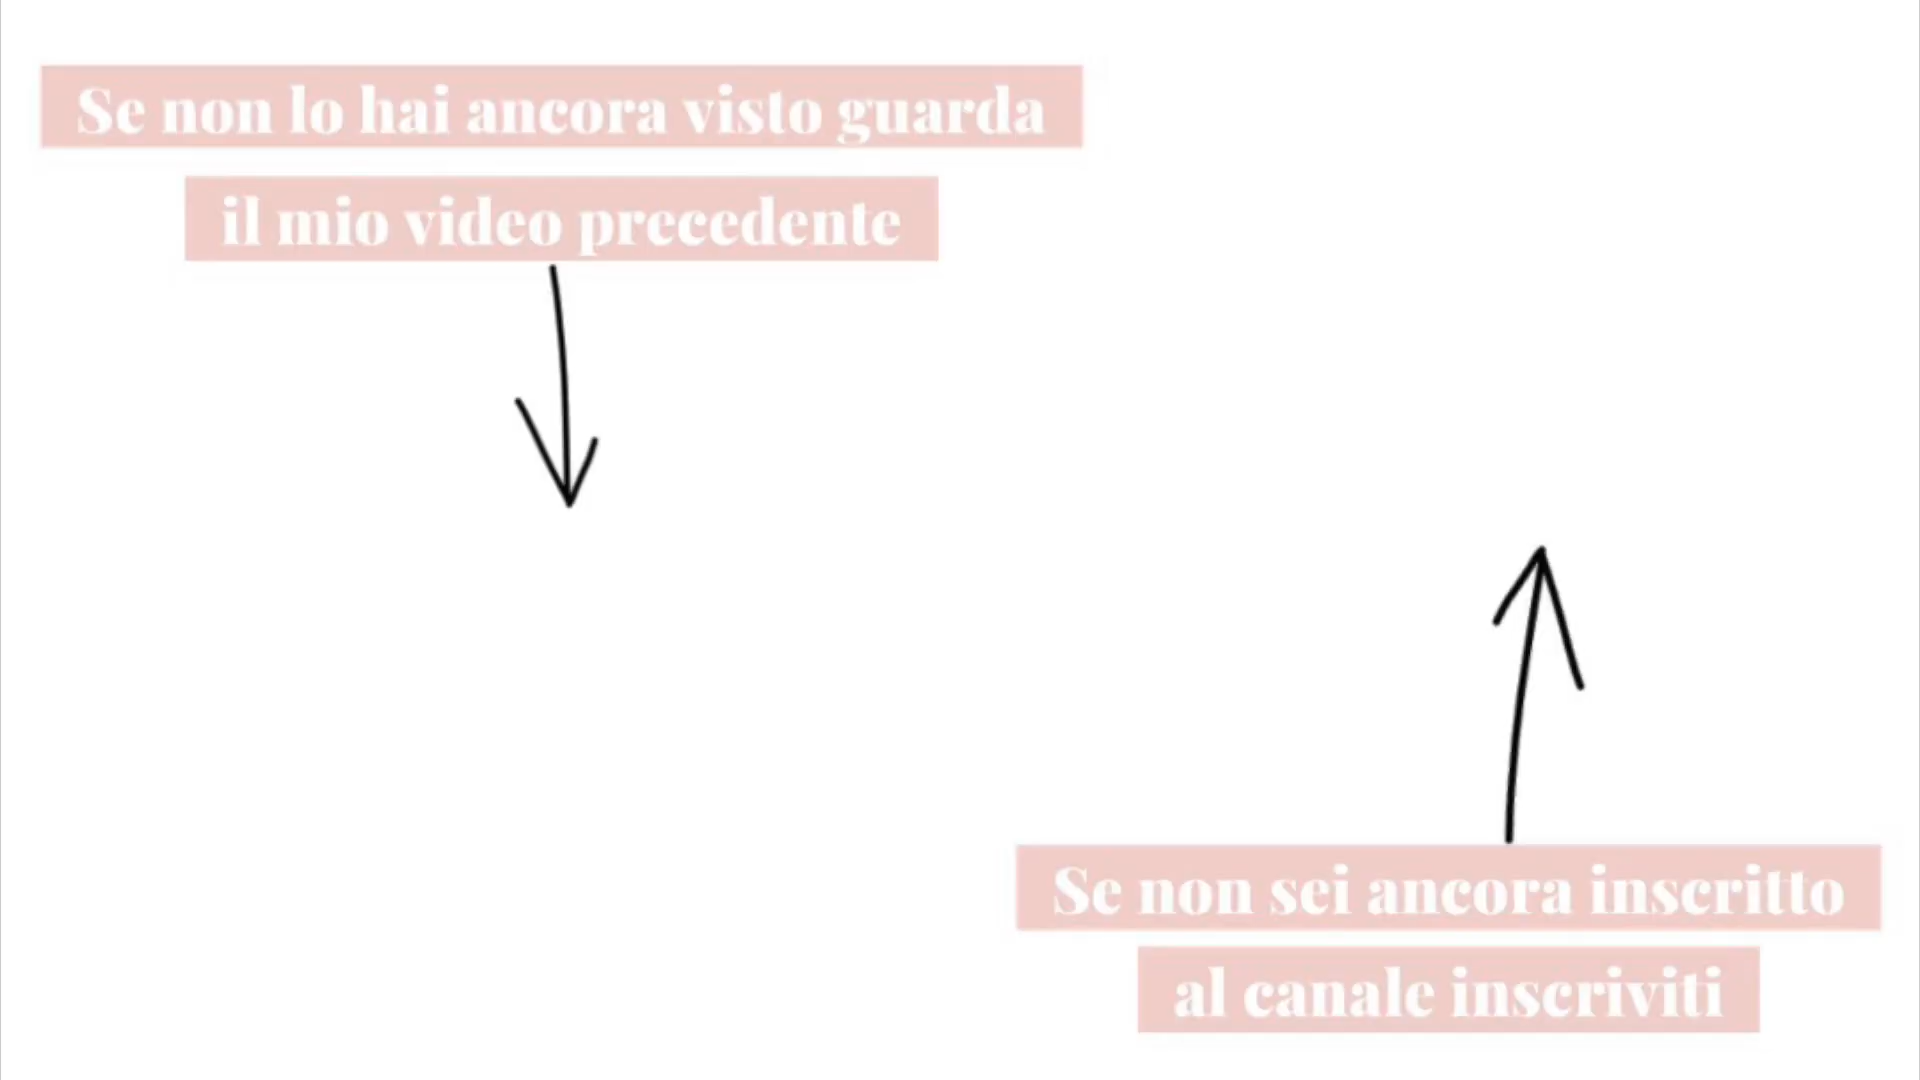 Se non lo hai ancora visto guarda
il mio video precedente
Se non sei ancora inscritto
al canale inscriviti